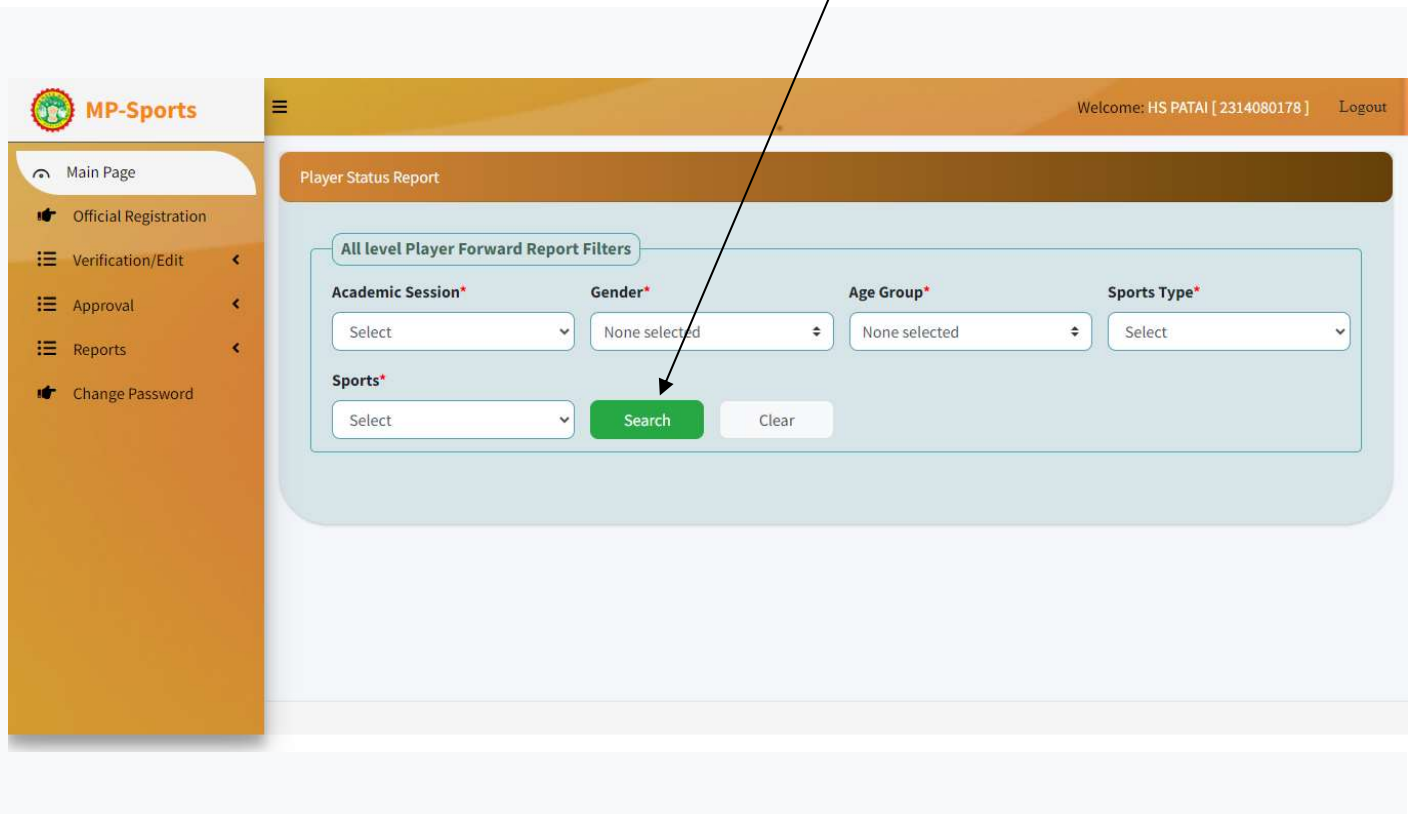 MP-Sports
Welcome: HS PATAI [ 2314080178 ] Logout
Main Page
Official Registration
Verification/Edit
Approval
Reports
Change Password
Player Status Report
All level Player Forward Report Filters
Academic Session* Gender* Age Group* Sports Type*
Select None selected None selected Select
Sports*
Select Search Clear